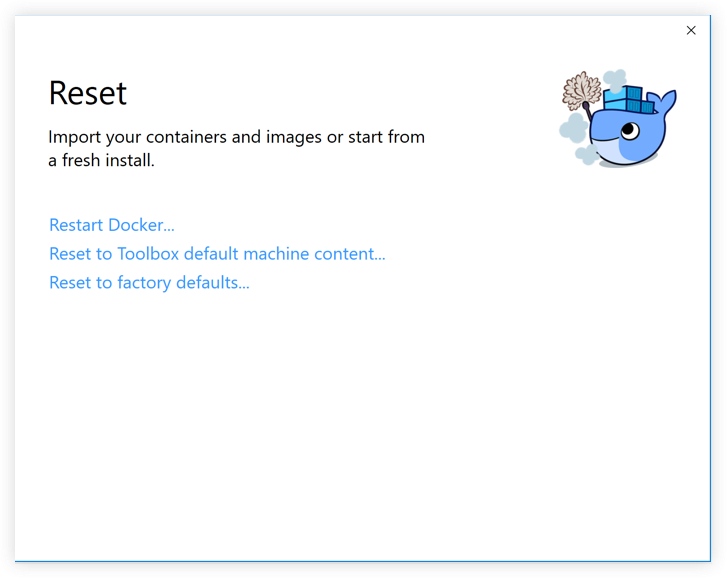 Reset
Import your containers and images or start from
a fresh install.
Restart Docker...
Reset to Toolbox default machine content...
Reset to factory defaults...